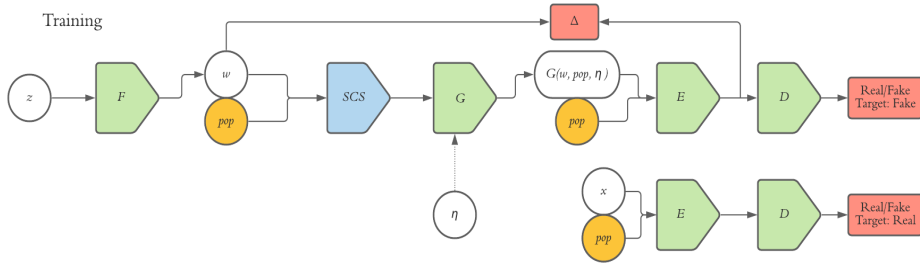 Training
Δ
z
F
w
pop
SCS
G
G(w, pop, η )
pop
E
D
Real/Fake
Target: Fake
η
x
pop
E
D
Real/Fake
Target: Real